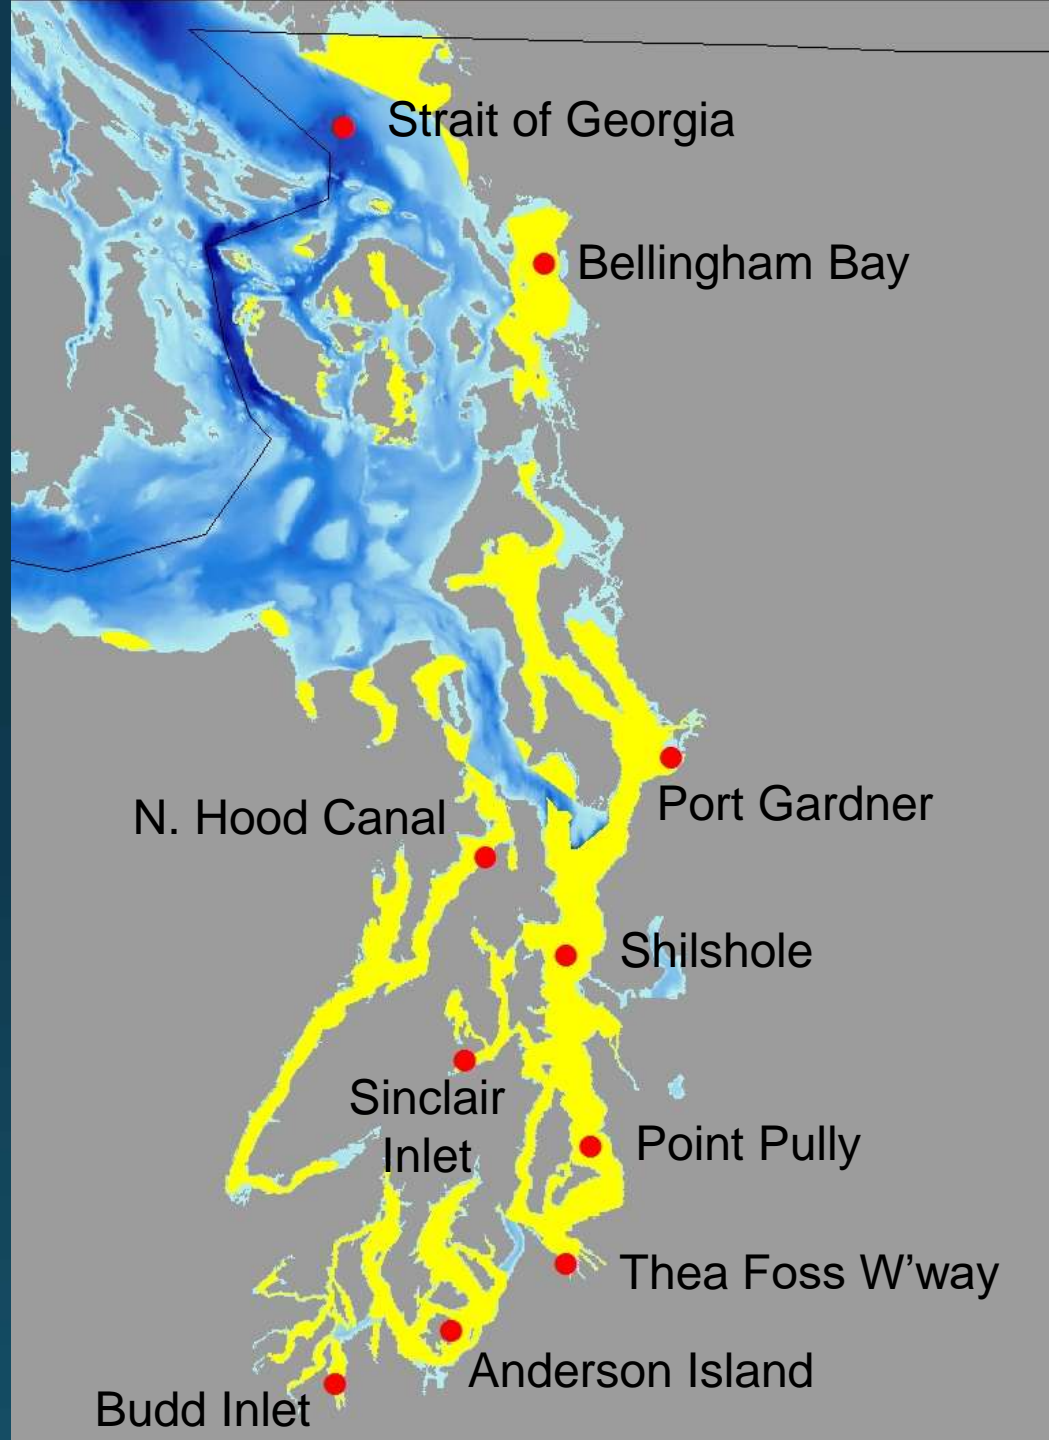 Strait of Georgia
Bellingham Bay
Port Gardner
N. Hood Canal
Shilshole
Sinclair
Inlet
Point Pully
Thea Foss W’way
Anderson Island
Budd Inlet